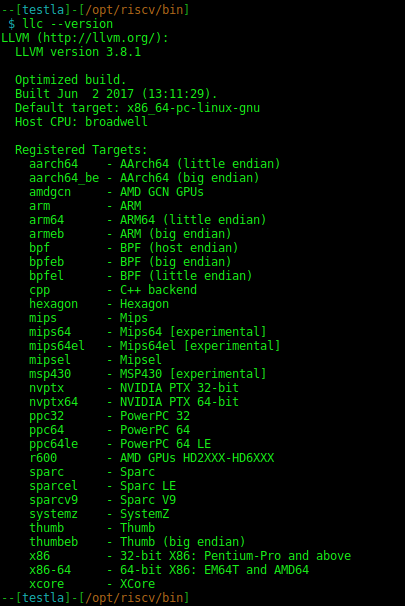 --[testla]-[/opt/riscv/bin]
$ llc --version
LLVM (http://llvm.org/):
  LLVM version 3.8.1

  Optimized build.
  Built Jun  2 2017 (13:11:29).
  Default target: x86_64-pc-linux-gnu
  Host CPU: broadwell

  Registered Targets:
    aarch64    - AArch64 (little endian)
    aarch64_be - AArch64 (big endian)
    amdgcn     - AMD GCN GPUs
    arm        - ARM
    arm64      - ARM64 (little endian)
    armeb      - ARM (big endian)
    bpf        - BPF (host endian)
    bpfeb      - BPF (big endian)
    bpfel      - BPF (little endian)
    cpp        - C++ backend
    hexagon    - Hexagon
    mips       - Mips
    mips64     - Mips64 [experimental]
    mips64el   - Mips64el [experimental]
    mipsel     - Mipsel
    msp430     - MSP430 [experimental]
    nvptx      - NVIDIA PTX 32-bit
    nvptx64    - NVIDIA PTX 64-bit
    ppc32      - PowerPC 32
    ppc64      - PowerPC 64
    ppc64le    - PowerPC 64 LE
    r600       - AMD GPUs HD2XXX-HD6XXX
    sparc      - Sparc
    sparcel    - Sparc LE
    sparcv9    - Sparc V9
    systemz    - SystemZ
    thumb      - Thumb
    thumbeb    - Thumb (big endian)
    x86        - 32-bit X86: Pentium-Pro and above
    x86-64     - 64-bit X86: EM64T and AMD64
    xcore      - XCore
--[testla]-[/opt/riscv/bin]